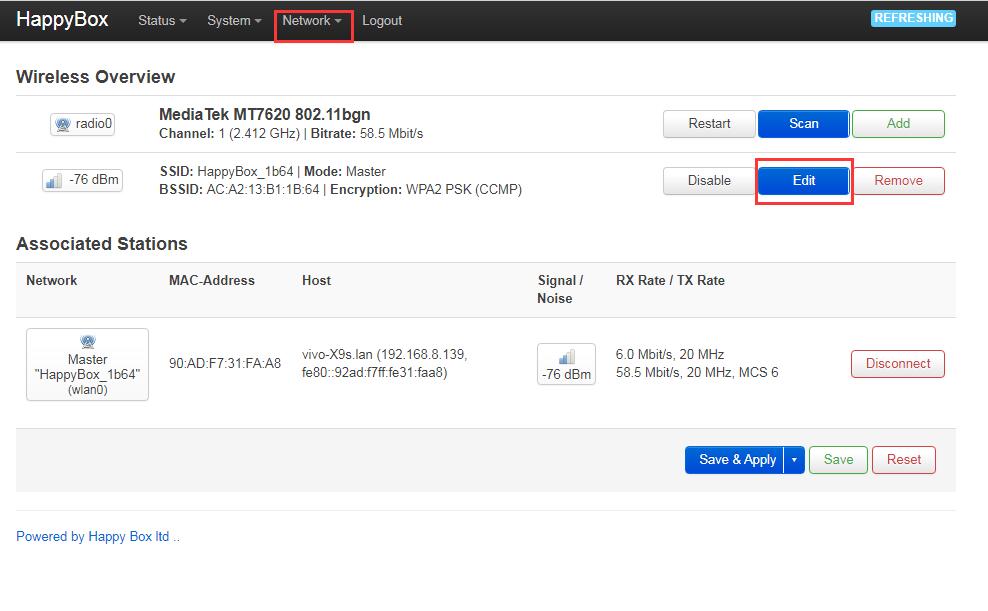 HappyBox Status System Network Logout REFRESHING
Wireless Overview
radio0
MediaTek MT7620 802.11bgn
Channel: 1 (2.412 GHz) | Bitrate: 58.5 Mbit/s
Restart Scan Add
-76 dBm
SSID: HappyBox_1b64 | Mode: Master
BSSID: AC:A2:13:B1:1B:64 | Encryption: WPA2 PSK (CCMP)
Disable Edit Remove
Associated Stations
Network MAC-Address Host Signal / Noise RX Rate / TX Rate
Master
"HappyBox_1b64"
(wlan0)
90:AD:F7:31:FA:A8
vivo-X9s.lan (192.168.8.139,
fe80::92ad:f7ff:fe31:faa8)
-76 dBm
6.0 Mbit/s, 20 MHz
58.5 Mbit/s, 20 MHz, MCS 6
Disconnect
Save & Apply Save Reset
Powered by Happy Box ltd ..